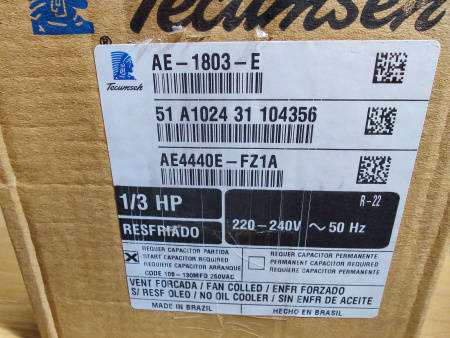 Tecumseh
Tecumseh
AE-1803-E
51 A1024 31 104356
AE4440E-FZ1A
1/3 HP
RESFRIADO
R-22
220-240V ~ 50 Hz
REQUER CAPACITOR PARTIDA
START CAPACITOR REQUIRED
REQUIERE CAPACITOR ARRANQUE
CODE 108-130MFD 250VAC
REQUER CAPACITOR PERMANENTE
PERMANENT CAPACITOR REQUIRED
REQUIERE CAPACITOR PERMANENTE
VENT FORCADA / FAN COLLED / ENFR FORZADO
S/ RESF OLEO / NO OIL COOLER / SIN ENFR DE ACEITE
MADE IN BRAZIL
HECHO EN BRASIL